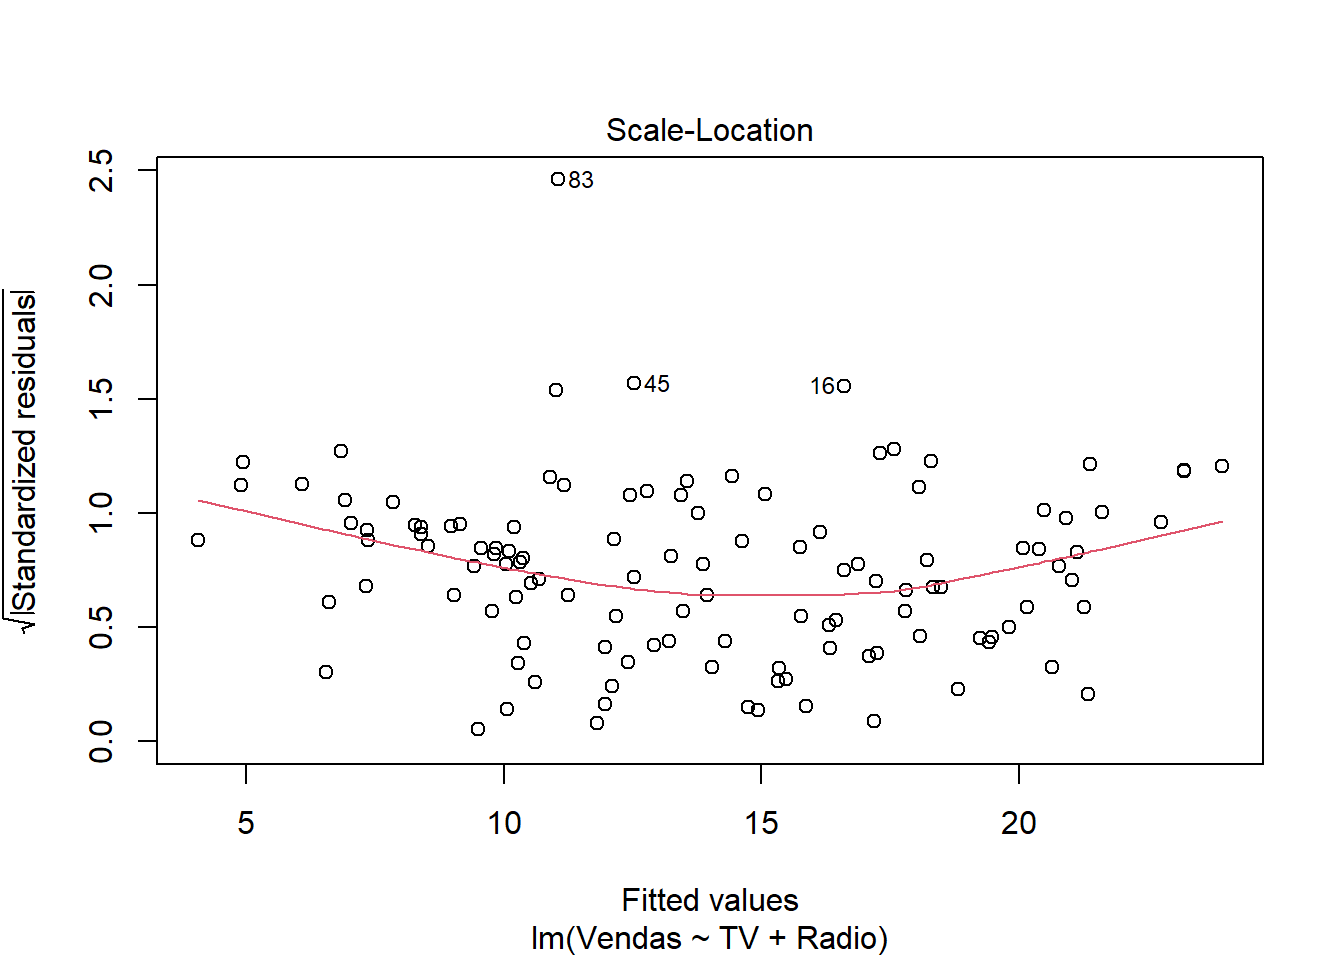 Scale-Location
√|Standardized residuals|
2.5
2.0
1.5
1.0
0.5
0.0
83
45
16
5 10 15 20
Fitted values
lm(Vendas ~ TV + Radio)